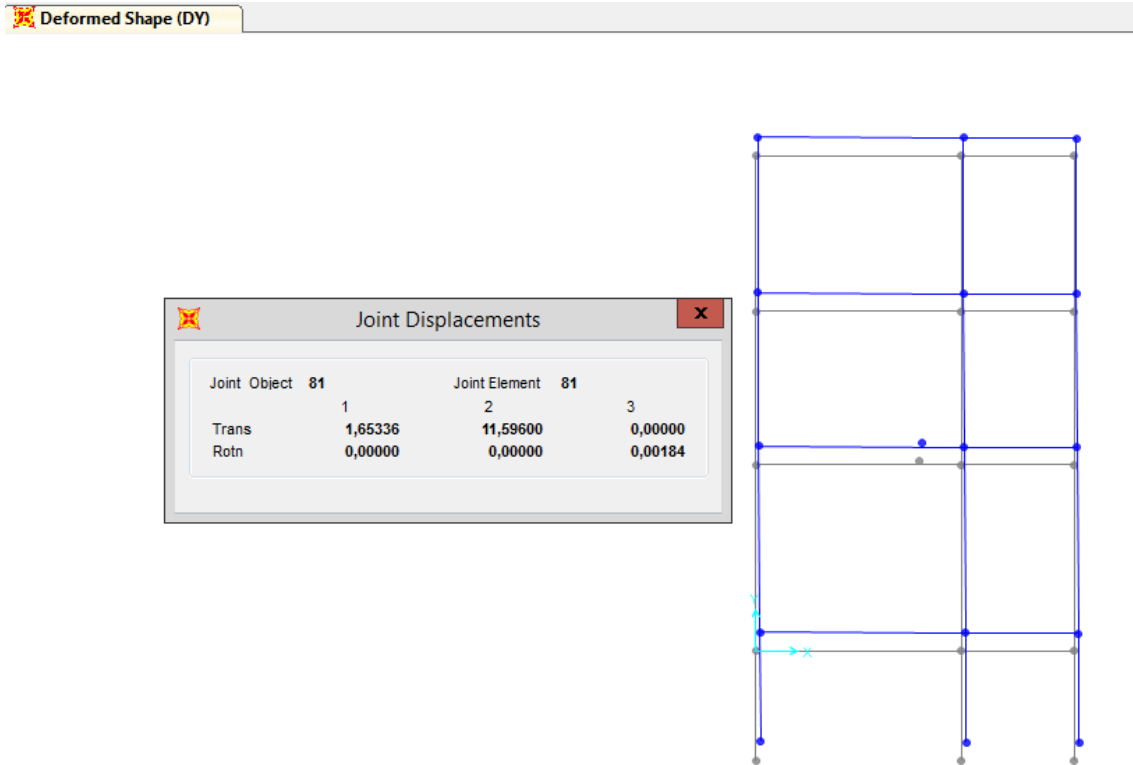 Deformed Shape (DY)
Joint Displacements
x
Joint Object 81 Joint Element 81
1 2 3
Trans 1,65336 11,59600 0,00000
Rotn 0,00000 0,00000 0,00184
Y
X